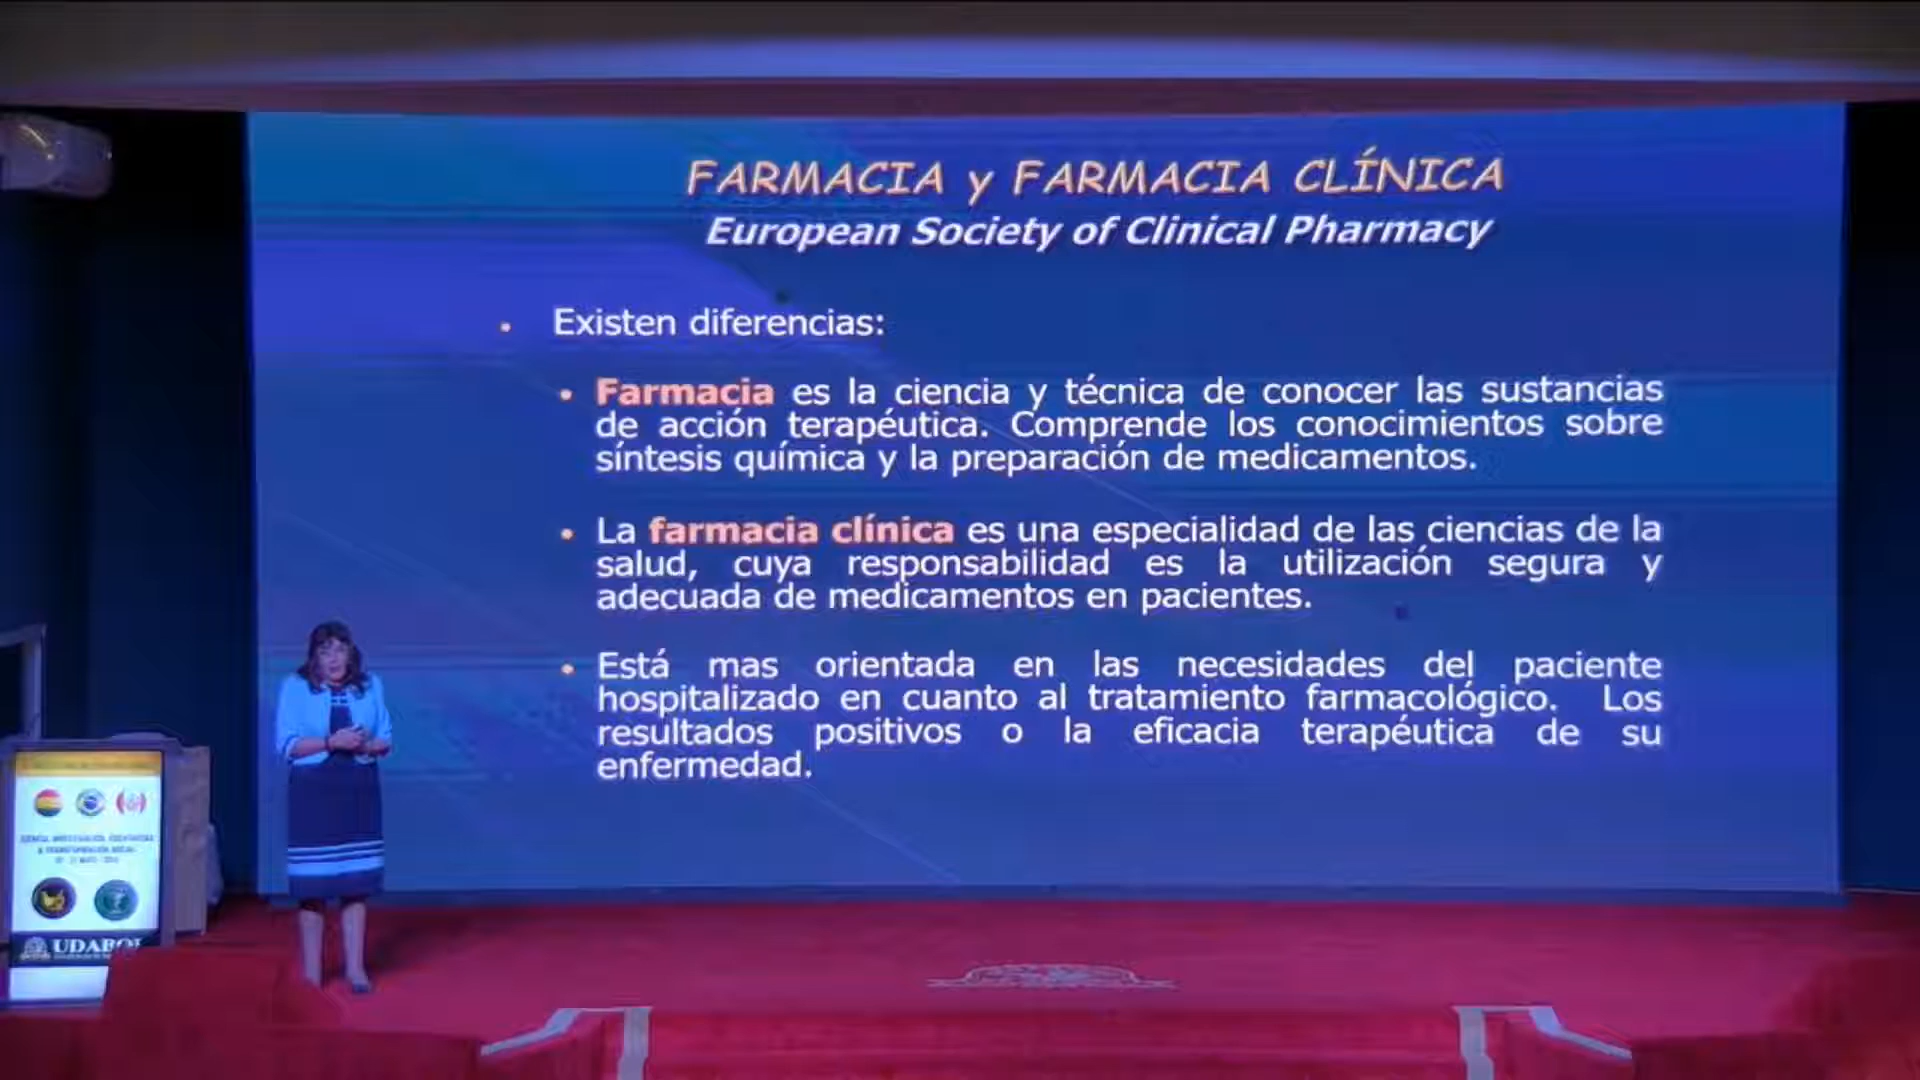 FARMACIA y FARMACIA CLÍNICA
European Society of Clinical Pharmacy
• Existen diferencias:
• Farmacia es la ciencia y técnica de conocer las sustancias
de acción terapéutica. Comprende los conocimientos sobre
síntesis química y la preparación de medicamentos.
• La farmacia clínica es una especialidad de las ciencias de la
salud, cuya responsabilidad es la utilización segura y
adecuada de medicamentos en pacientes.
• Está mas orientada en las necesidades del paciente
hospitalizado en cuanto al tratamiento farmacológico. Los
resultados positivos o la eficacia terapéutica de su
enfermedad.
UDABOL